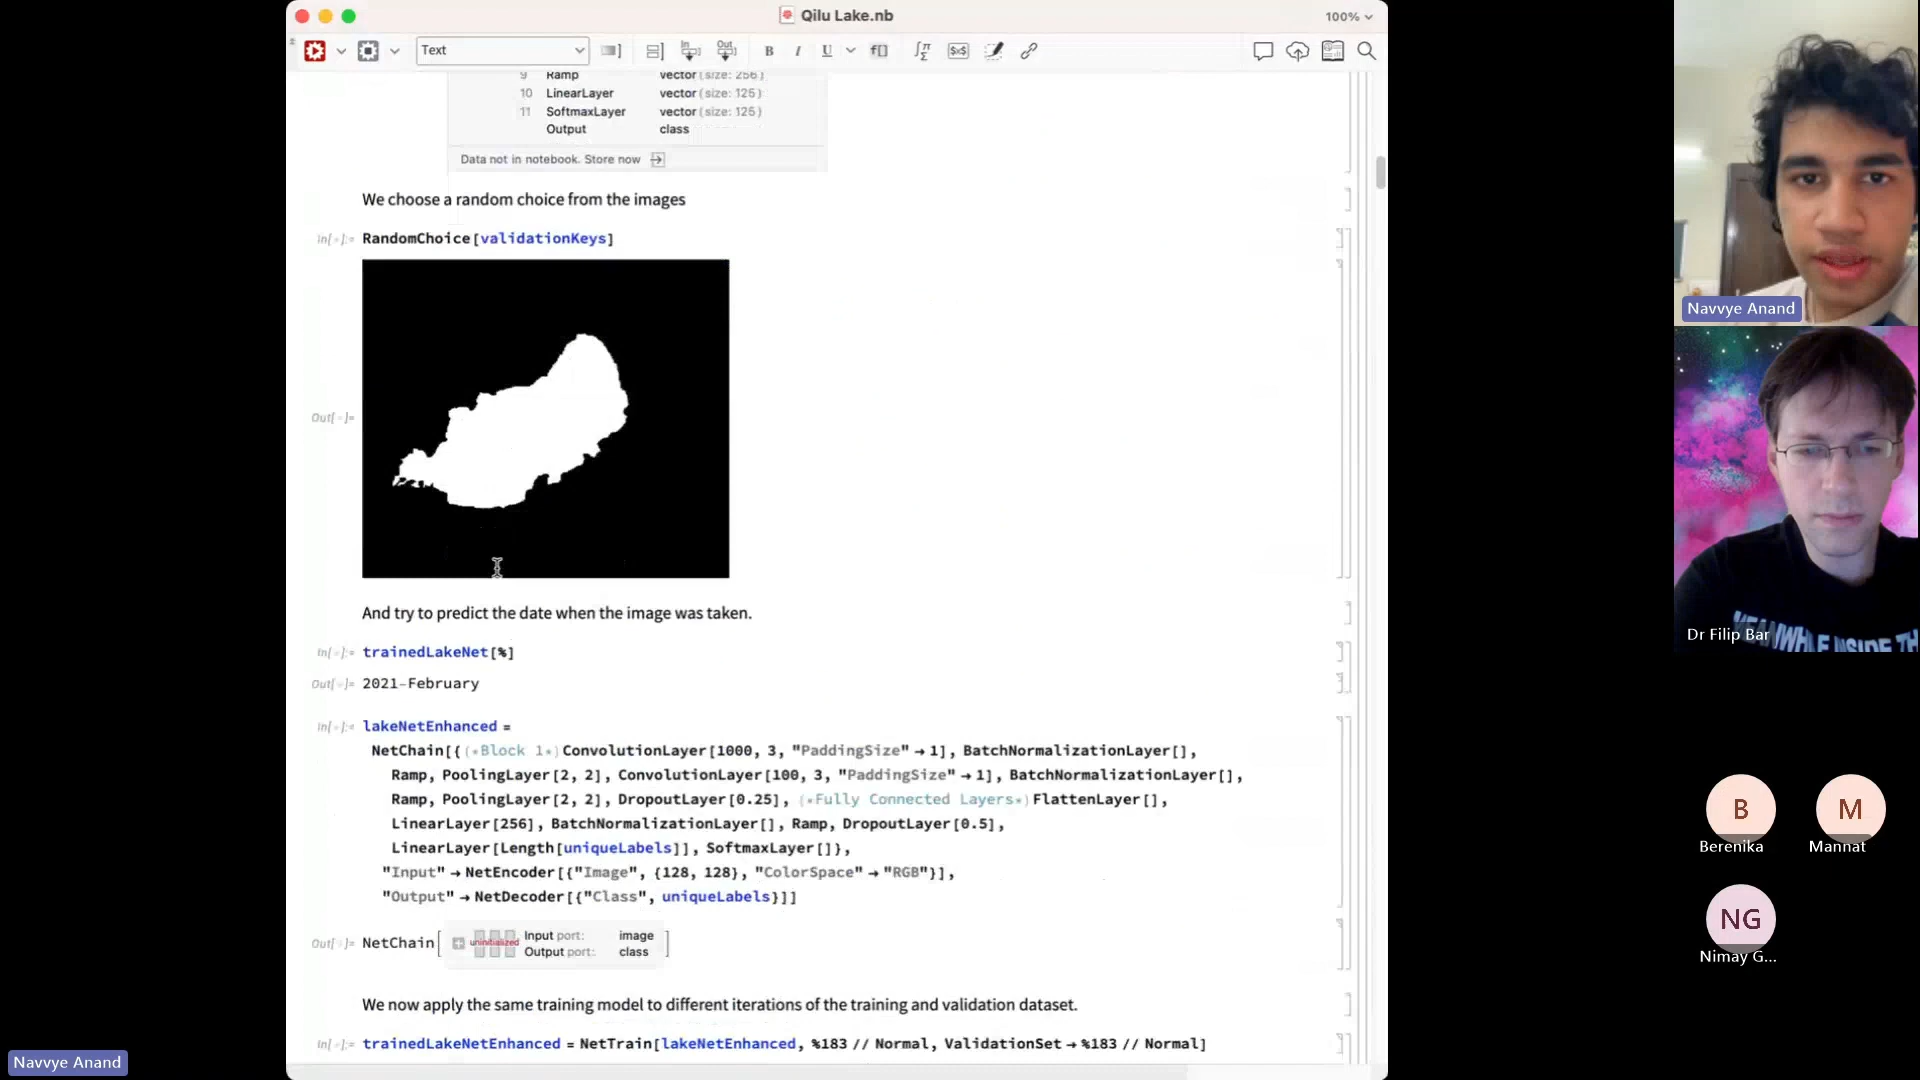 Qilu Lake.nb
100%
Text
In
Out
B I U f[]
9 Ramp vector (size: 256)
10 LinearLayer vector (size: 125)
11 SoftmaxLayer vector (size: 125)
Output class
Data not in notebook. Store now
We choose a random choice from the images
In[ ]:= RandomChoice[validationKeys]
Out[ ]=
And try to predict the date when the image was taken.
In[ ]:= trainedLakeNet[%]
Out[ ]= 2021-February
In[ ]:= lakeNetEnhanced =
NetChain[{(*Block 1*) ConvolutionLayer[1000, 3, "PaddingSize" → 1], BatchNormalizationLayer[],
Ramp, PoolingLayer[2, 2], ConvolutionLayer[100, 3, "PaddingSize" → 1], BatchNormalizationLayer[],
Ramp, PoolingLayer[2, 2], DropoutLayer[0.25], (*Fully Connected Layers*) FlattenLayer[],
LinearLayer[256], BatchNormalizationLayer[], Ramp, DropoutLayer[0.5],
LinearLayer[Length[uniqueLabels]], SoftmaxLayer[]},
"Input" → NetEncoder[{"Image", {128, 128}, "ColorSpace" → "RGB"}],
"Output" → NetDecoder[{"Class", uniqueLabels}]]
Out[ ]= NetChain[ uninitialized Input port: image
Output port: class ]
We now apply the same training model to different iterations of the training and validation dataset.
In[ ]:= trainedLakeNetEnhanced = NetTrain[lakeNetEnhanced, %183 // Normal, ValidationSet → %183 // Normal]
Navvye Anand
Dr Filip Bar
MEANWHILE INSIDE TH
B
Berenika
M
Mannat
NG
Nimay G...
Navvye Anand